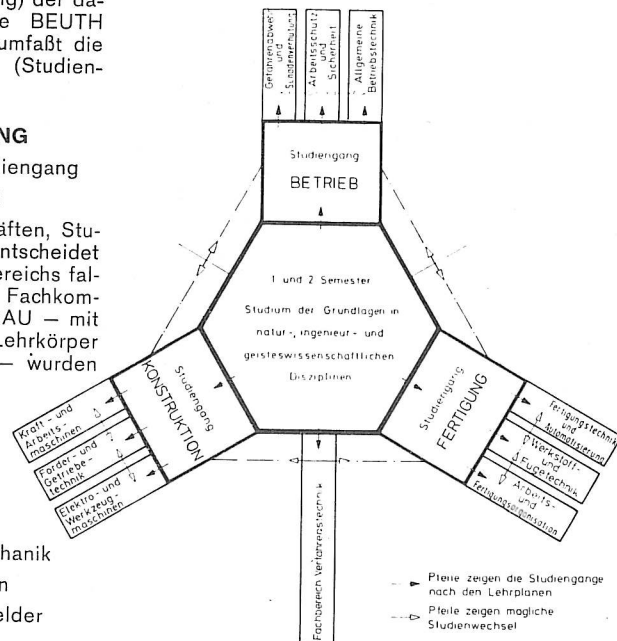 ng) der da-
e BEUTH
umfaßt die
(Studien-
NG
diengang
äften, Stu-
ntscheidet
ereichs fal-
Fachkom-
AU — mit
Lehrkörper
— wurden
hanik
n
elder
Gefahrenabwehr
und
Schadenverhütung
Arbeitsschutz
und
Sicherheit
Allgemeine
Betriebstechnik
Studiengang
BETRIEB
1 und 2 Semester
Studium der Grundlagen in
natur-, ingenieur- und
geisteswissenschaftlichen
Disziplinen
Studiengang
KONSTRUKTION
Kraft- und
Arbeits-
maschinen
Förder- und
Getriebe-
technik
Elektro- und
Werkzeug-
maschinen
Studiengang
FERTIGUNG
Fertigungstechnik
und
Automatisierung
Werkstoff-
und
Fügetechnik
Arbeits-
und
Fertigungsorganisation
Fachbereich Verfahrenstechnik
Pfeile zeigen die Studiengänge
nach den Lehrplänen
Pfeile zeigen mögliche
Studienwechsel